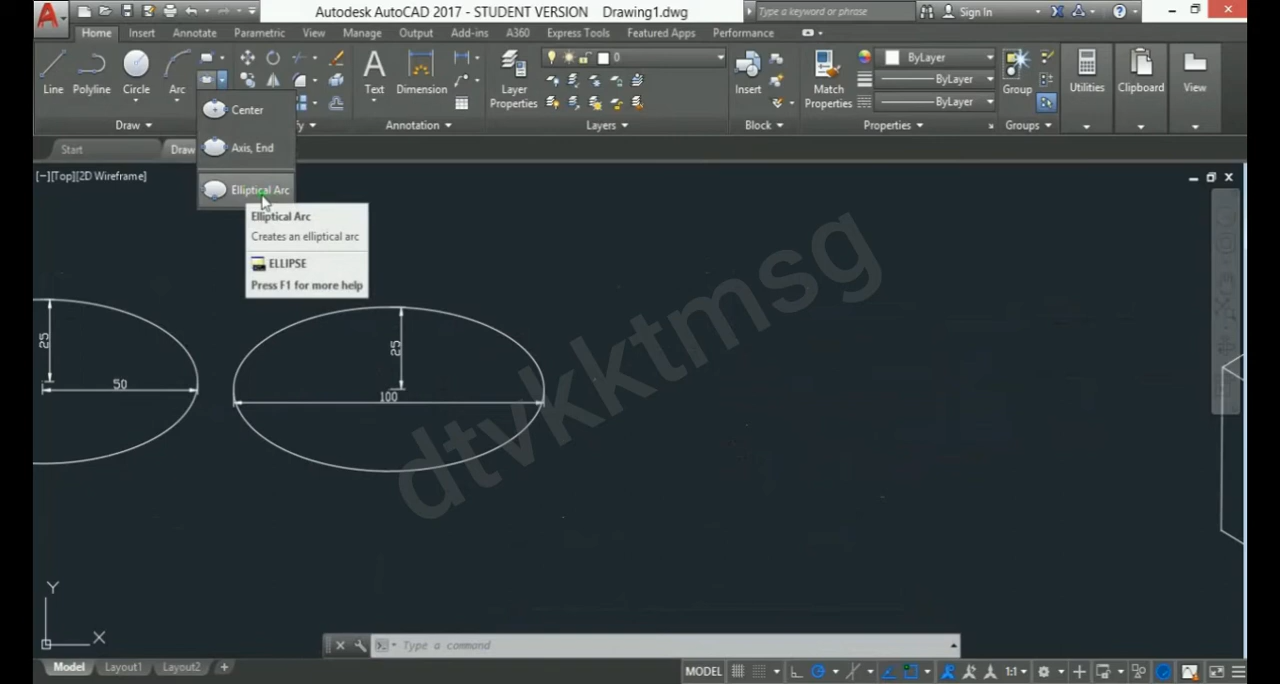 Autodesk AutoCAD 2017 - STUDENT VERSION Drawing1.dwg
Type a keyword or phrase
Sign In
Home Insert Annotate Parametric View Manage Output Add-ins A360 Express Tools Featured Apps Performance
Line Polyline Circle Arc
Text Dimension
Layer Properties
0
Insert
Match Properties
ByLayer
ByLayer
ByLayer
Group
Utilities
Clipboard
View
Draw
Annotation
Layers
Block
Properties
Groups
Center
Axis, End
Elliptical Arc
Start
Draw
[−][Top][2D Wireframe]
Elliptical Arc
Creates an elliptical arc
ELLIPSE
Press F1 for more help
25
50
25
100
dtvkktmsg
Y
X
Type a command
Model Layout1 Layout2 +
MODEL
1:1